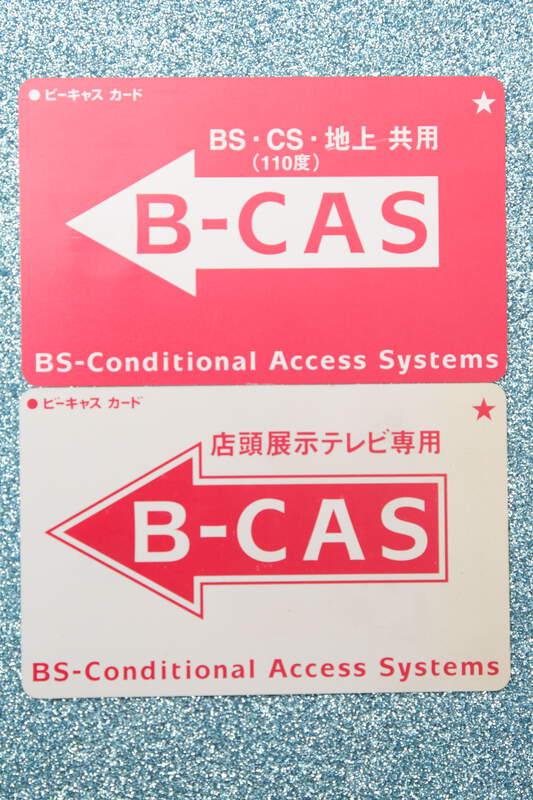 ● ビーキャス カード
★
BS・CS・地上 共用
(110度)
B-CAS
BS-Conditional Access Systems
● ビーキャス カード
★
店頭展示テレビ専用
B-CAS
BS-Conditional Access Systems